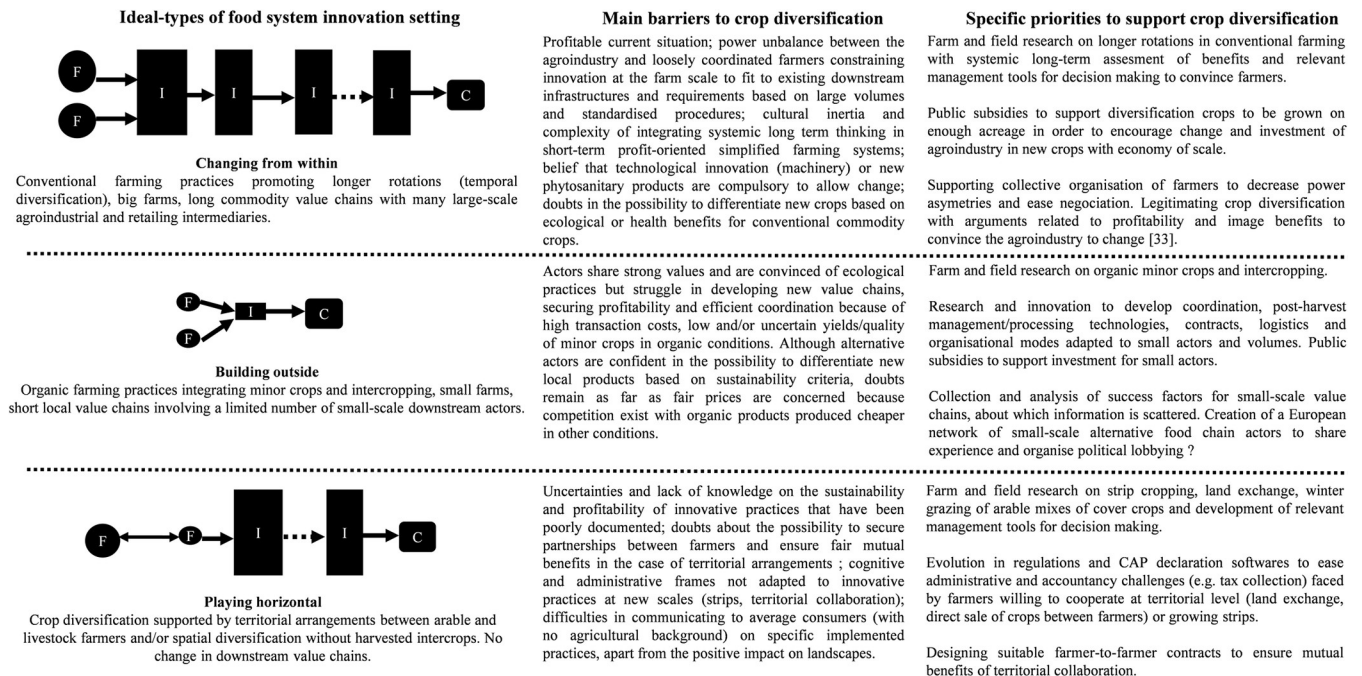 Ideal-types of food system innovation setting
Main barriers to crop diversification
Specific priorities to support crop diversification
F
F
I
I
I
I
C
Changing from within
Conventional farming practices promoting longer rotations (temporal
diversification), big farms, long commodity value chains with many large-scale
agroindustrial and retailing intermediaries.
Profitable current situation; power unbalance between the
agroindustry and loosely coordinated farmers constraining
innovation at the farm scale to fit to existing downstream
infrastructures and requirements based on large volumes
and standardised procedures; cultural inertia and
complexity of integrating systemic long term thinking in
short-term profit-oriented simplified farming systems;
belief that technological innovation (machinery) or new
phytosanitary products are compulsory to allow change;
doubts in the possibility to differentiate new crops based on
ecological or health benefits for conventional commodity
crops.
Farm and field research on longer rotations in conventional farming
with systemic long-term assesment of benefits and relevant
management tools for decision making to convince farmers.
Public subsidies to support diversification crops to be grown on
enough acreage in order to encourage change and investment of
agroindustry in new crops with economy of scale.
Supporting collective organisation of farmers to decrease power
asymetries and ease negociation. Legitimating crop diversification
with arguments related to profitability and image benefits to
convince the agroindustry to change [33].
F
F
I
C
Building outside
Organic farming practices integrating minor crops and intercropping, small farms,
short local value chains involving a limited number of small-scale downstream actors.
Actors share strong values and are convinced of ecological
practices but struggle in developing new value chains,
securing profitability and efficient coordination because of
high transaction costs, low and/or uncertain yields/quality
of minor crops in organic conditions. Although alternative
actors are confident in the possibility to differentiate new
local products based on sustainability criteria, doubts
remain as far as fair prices are concerned because
competition exist with organic products produced cheaper
in other conditions.
Farm and field research on organic minor crops and intercropping.
Research and innovation to develop coordination, post-harvest
management/processing technologies, contracts, logistics and
organisational modes adapted to small actors and volumes. Public
subsidies to support investment for small actors.
Collection and analysis of success factors for small-scale value
chains, about which information is scattered. Creation of a European
network of small-scale alternative food chain actors to share
experience and organise political lobbying ?
F
F
I
I
C
Playing horizontal
Crop diversification supported by territorial arrangements between arable and
livestock farmers and/or spatial diversification without harvested intercrops. No
change in downstream value chains.
Uncertainties and lack of knowledge on the sustainability
and profitability of innovative practices that have been
poorly documented; doubts about the possibility to secure
partnerships between farmers and ensure fair mutual
benefits in the case of territorial arrangements ; cognitive
and administrative frames not adapted to innovative
practices at new scales (strips, territorial collaboration);
difficulties in communicating to average consumers (with
no agricultural background) on specific implemented
practices, apart from the positive impact on landscapes.
Farm and field research on strip cropping, land exchange, winter
grazing of arable mixes of cover crops and development of relevant
management tools for decision making.
Evolution in regulations and CAP declaration softwares to ease
administrative and accountancy challenges (e.g. tax collection) faced
by farmers willing to cooperate at territorial level (land exchange,
direct sale of crops between farmers) or growing strips.
Designing suitable farmer-to-farmer contracts to ensure mutual
benefits of territorial collaboration.